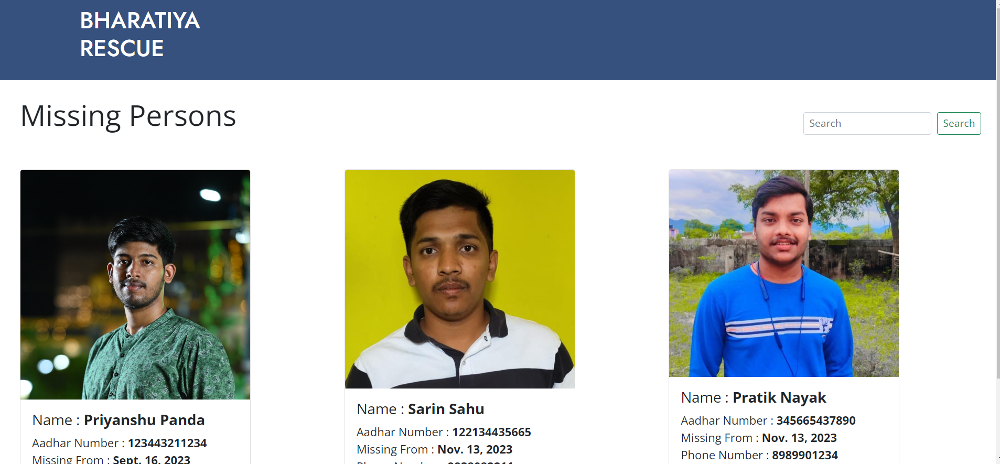 BHARATIYA
RESCUE
Missing Persons
Search
Search
Name : Priyanshu Panda
Aadhar Number : 123443211234
Missing From : Sept. 16, 2023
Name : Sarin Sahu
Aadhar Number : 122134435665
Missing From : Nov. 13, 2023
Name : Pratik Nayak
Aadhar Number : 345665437890
Missing From : Nov. 13, 2023
Phone Number : 8989901234